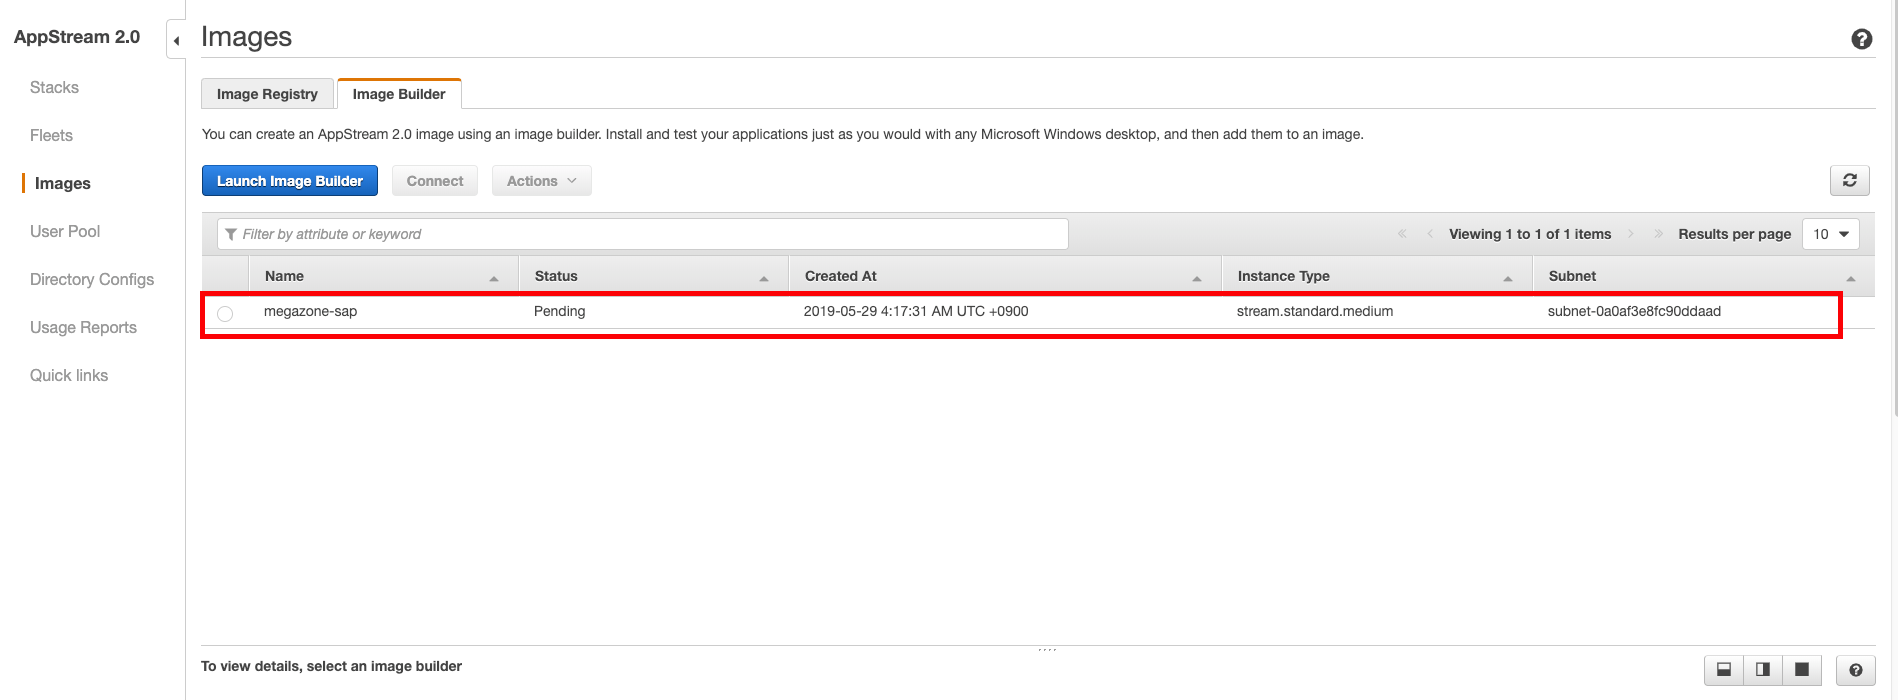 AppStream 2.0
Stacks
Fleets
Images
User Pool
Directory Configs
Usage Reports
Quick links
Images
Image Registry
Image Builder
You can create an AppStream 2.0 image using an image builder. Install and test your applications just as you would with any Microsoft Windows desktop, and then add them to an image.
Launch Image Builder Connect Actions
Filter by attribute or keyword
Viewing 1 to 1 of 1 items
Results per page 10
Name Status Created At Instance Type Subnet
megazone-sap Pending 2019-05-29 4:17:31 AM UTC +0900 stream.standard.medium subnet-0a0af3e8fc90ddaad
To view details, select an image builder